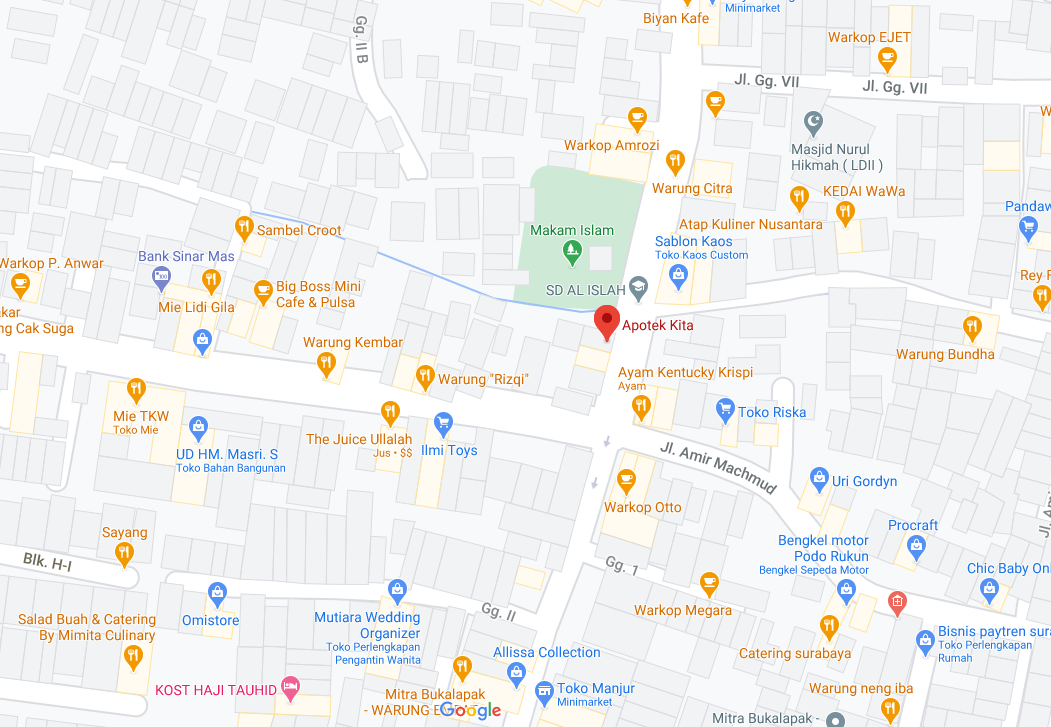 Biyan Kafe
Minimarket
Warkop EJET
Gg. II B
Jl. Gg. VII
Jl. Gg. VII
Warkop Amrozi
Masjid Nurul
Hikmah ( LDII )
Warung Citra
KEDAI WaWa
Atap Kuliner Nusantara
Pandaw
Makam Islam
Sambel Croot
Sablon Kaos
Toko Kaos Custom
Bank Sinar Mas
Warkop P. Anwar
Rey F
SD AL ISLAH
Big Boss Mini
Cafe & Pulsa
Mie Lidi Gila
akar
ng Cak Suga
Apotek Kita
Warung Kembar
Warung Bundha
Ayam Kentucky Krispi
Ayam
Warung "Rizqi"
Mie TKW
Toko Mie
Toko Riska
The Juice Ullalah
Jus • $$
Ilmi Toys
UD HM. Masri. S
Toko Bahan Bangunan
Jl. Amir Machmud
Uri Gordyn
Warkop Otto
Procraft
Sayang
Bengkel motor
Podo Rukun
Bengkel Sepeda Motor
Blk. H-I
Gg. 1
Chic Baby Onl
Gg. II
Warkop Megara
Omistore
Mutiara Wedding
Organizer
Toko Perlengkapan
Pengantin Wanita
Salad Buah & Catering
By Mimita Culinary
Bisnis paytren sura
Toko Perlengkapan
Rumah
Catering surabaya
Allissa Collection
KOST HAJI TAUHID
Mitra Bukalapak
Toko Manjur
Minimarket
Warung neng iba
Google
Mitra Bukalapak -